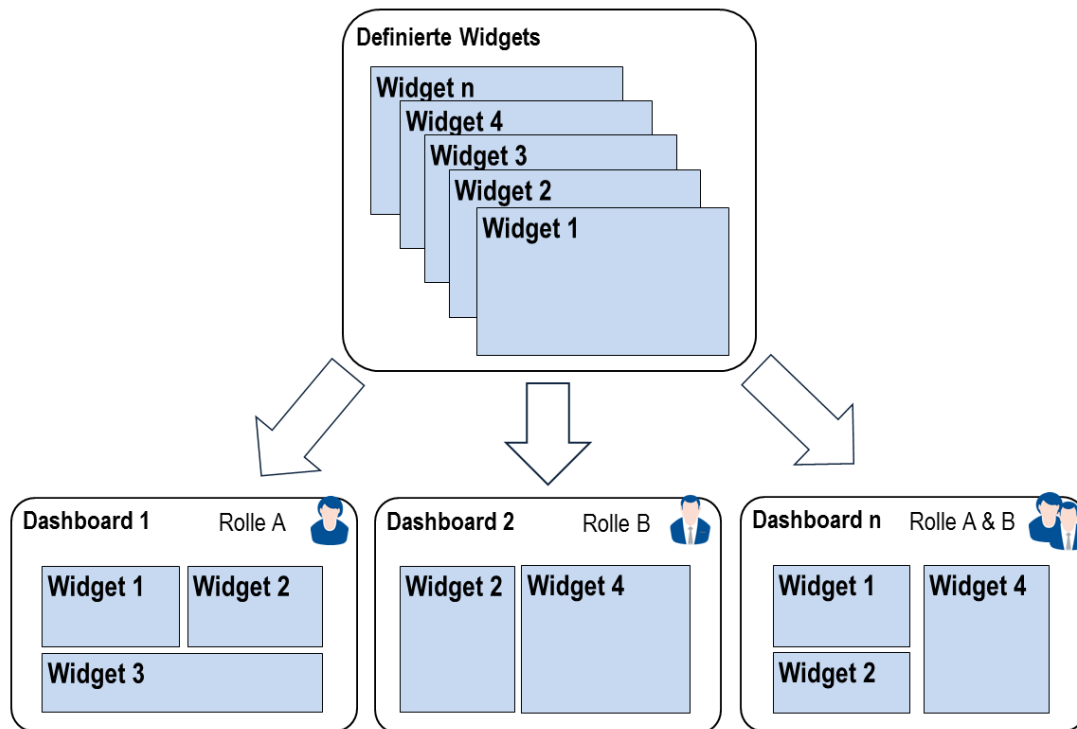 Definierte Widgets
Widget n
Widget 4
Widget 3
Widget 2
Widget 1
Dashboard 1 Rolle A
Widget 1 Widget 2
Widget 3
Dashboard 2 Rolle B
Widget 2 Widget 4
Dashboard n Rolle A & B
Widget 1 Widget 4
Widget 2